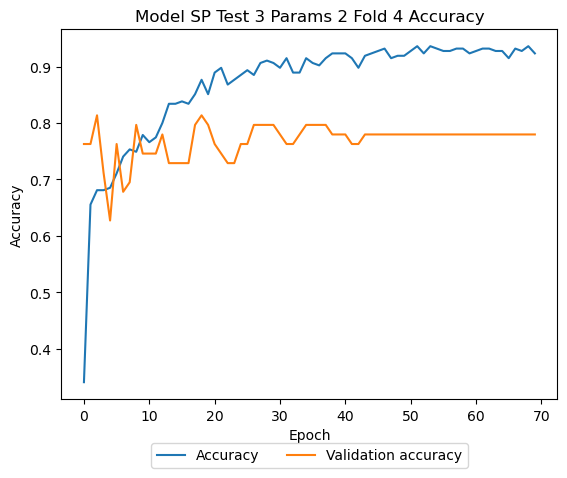 Model SP Test 3 Params 2 Fold 4 Accuracy
Accuracy
0.9
0.8
0.7
0.6
0.5
0.4
0 10 20 30 40 50 60 70
Epoch
Accuracy Validation accuracy